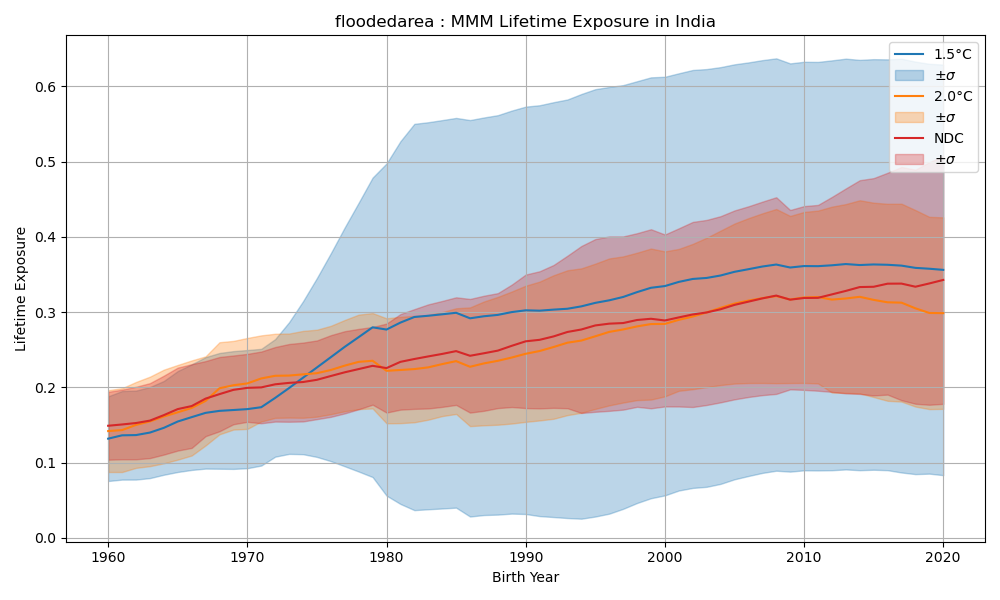 floodedarea : MMM Lifetime Exposure in India
1.5°C
±σ
2.0°C
±σ
NDC
±σ
Lifetime Exposure
0.6
0.5
0.4
0.3
0.2
0.1
0.0
1960 1970 1980 1990 2000 2010 2020
Birth Year